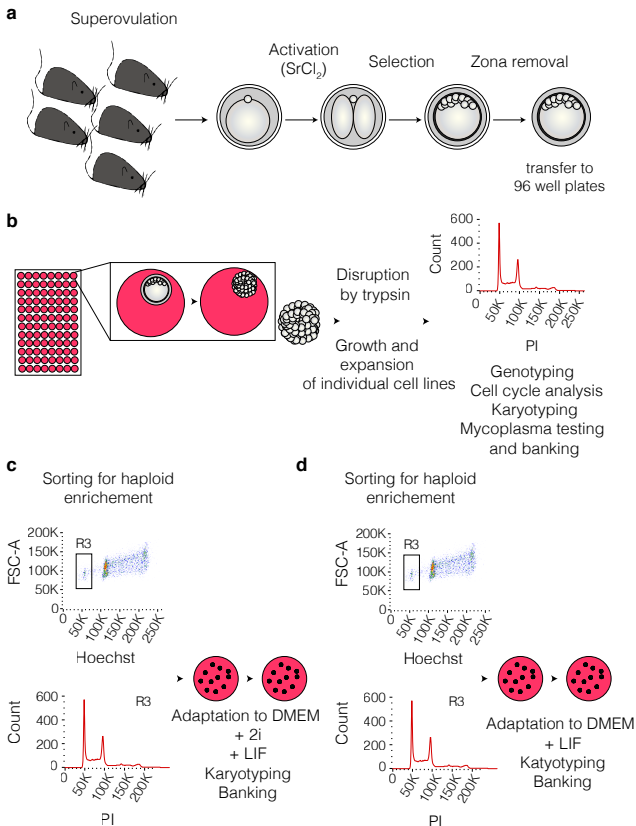 a
Superovulation
Activation
(SrCl2)
Selection
Zona removal
transfer to
96 well plates
b
Disruption
by trypsin
Growth and
expansion
of individual cell lines
Count
600
400
200
0
0
50K
100K
150K
200K
250K
PI
Genotyping
Cell cycle analysis
Karyotyping
Mycoplasma testing
and banking
c
Sorting for haploid
enrichement
FSC-A
200K
150K
100K
50K
0
R3
0
50K
100K
150K
200K
250K
Hoechst
Count
600
400
200
0
R3
0
50K
100K
150K
200K
PI
Adaptation to DMEM
+ 2i
+ LIF
Karyotyping
Banking
d
Sorting for haploid
enrichement
FSC-A
200K
150K
100K
50K
0
R3
0
50K
100K
150K
200K
250K
Hoechst
Count
600
400
200
0
R3
0
50K
100K
150K
200K
PI
Adaptation to DMEM
+ LIF
Katyotyping
Banking